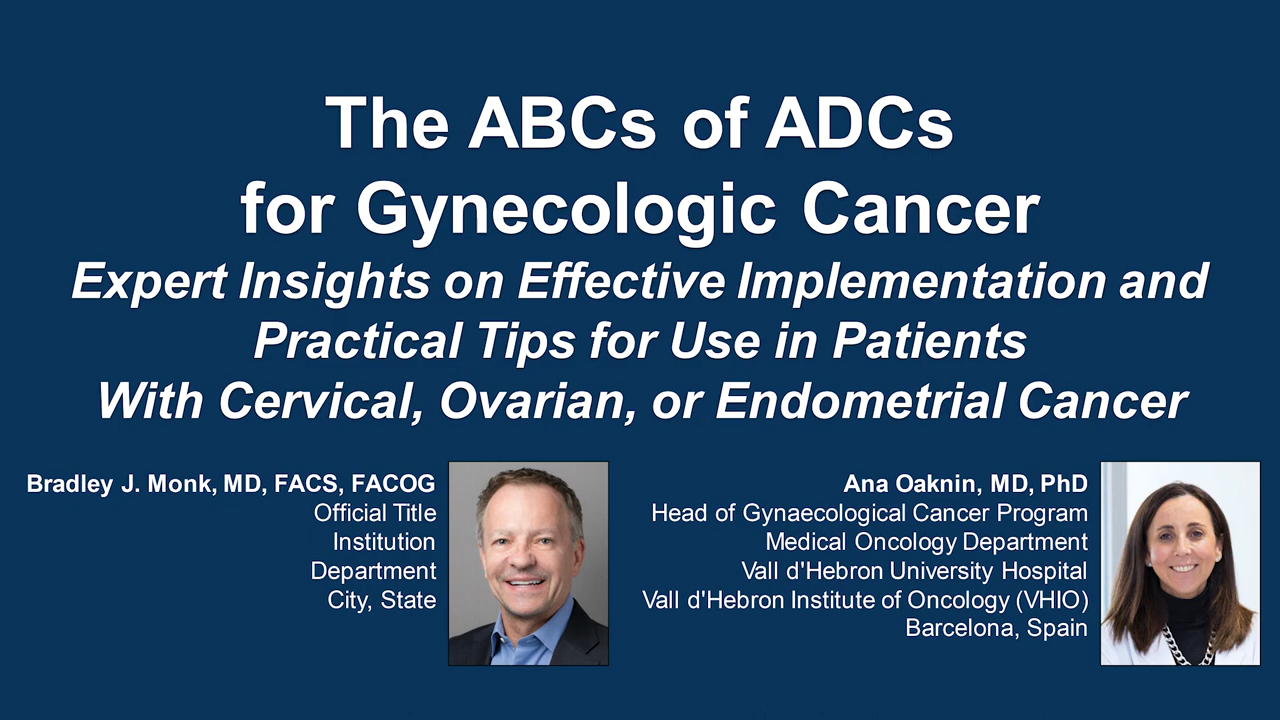 The ABCs of ADCs
for Gynecologic Cancer
Expert Insights on Effective Implementation and
Practical Tips for Use in Patients
With Cervical, Ovarian, or Endometrial Cancer
Bradley J. Monk, MD, FACS, FACOG
Official Title
Institution
Department
City, State
Ana Oaknin, MD, PhD
Head of Gynaecological Cancer Program
Medical Oncology Department
Vall d'Hebron University Hospital
Vall d'Hebron Institute of Oncology (VHIO)
Barcelona, Spain